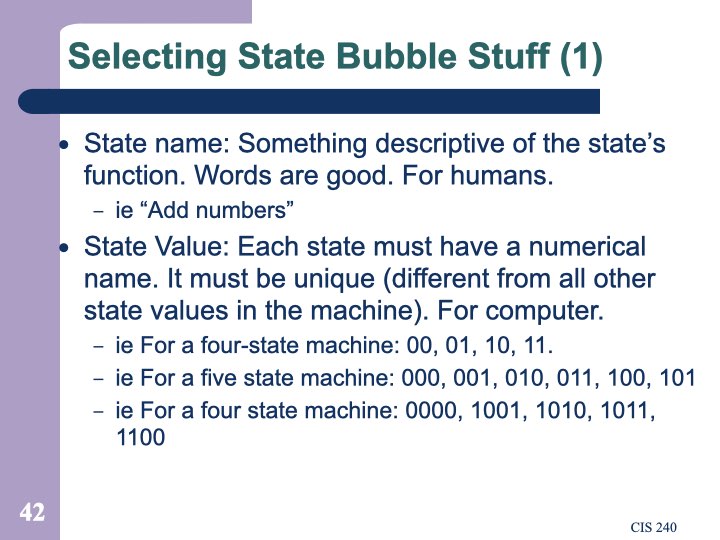 Selecting State Bubble Stuff (1)
• State name: Something descriptive of the state’s
function. Words are good. For humans.
– ie “Add numbers”
• State Value: Each state must have a numerical
name. It must be unique (different from all other
state values in the machine). For computer.
– ie For a four-state machine: 00, 01, 10, 11.
– ie For a five state machine: 000, 001, 010, 011, 100, 101
– ie For a four state machine: 0000, 1001, 1010, 1011,
1100
42
CIS 240